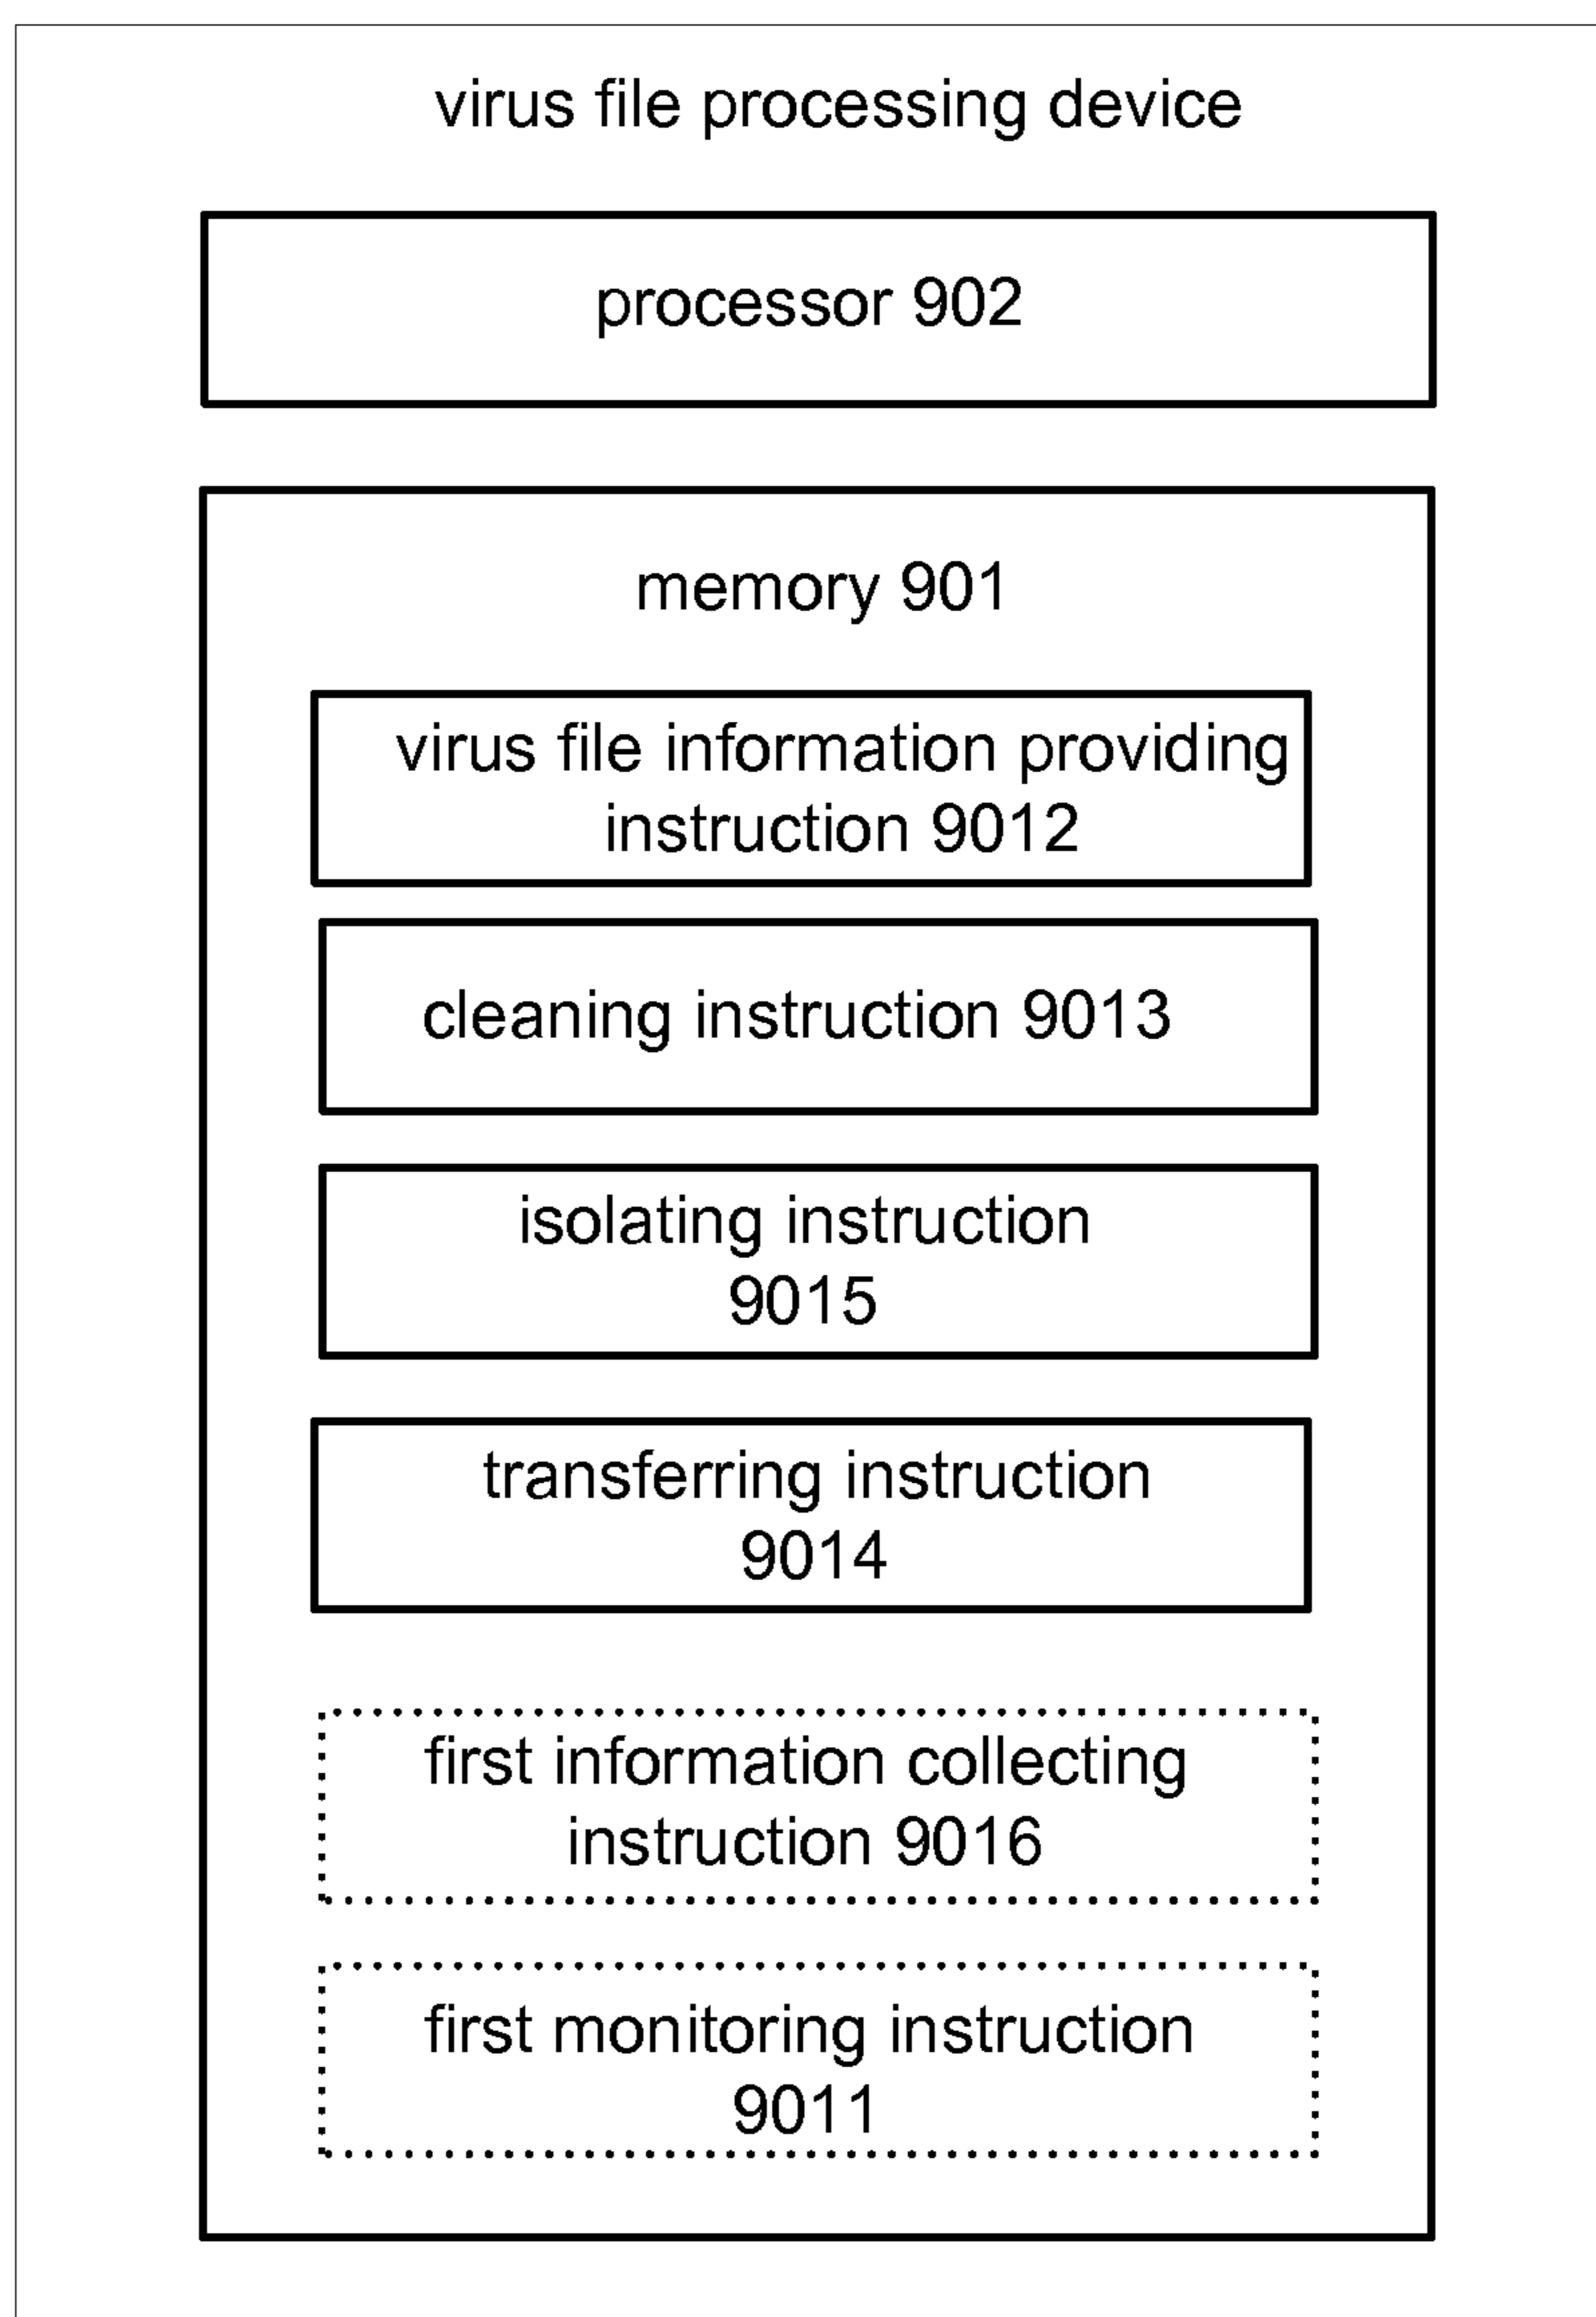 virus file processing device
processor 902
memory 901
virus file information providing
instruction 9012
cleaning instruction 9013
isolating instruction
9015
transferring instruction
9014
first information collecting
instruction 9016
first monitoring instruction
9011